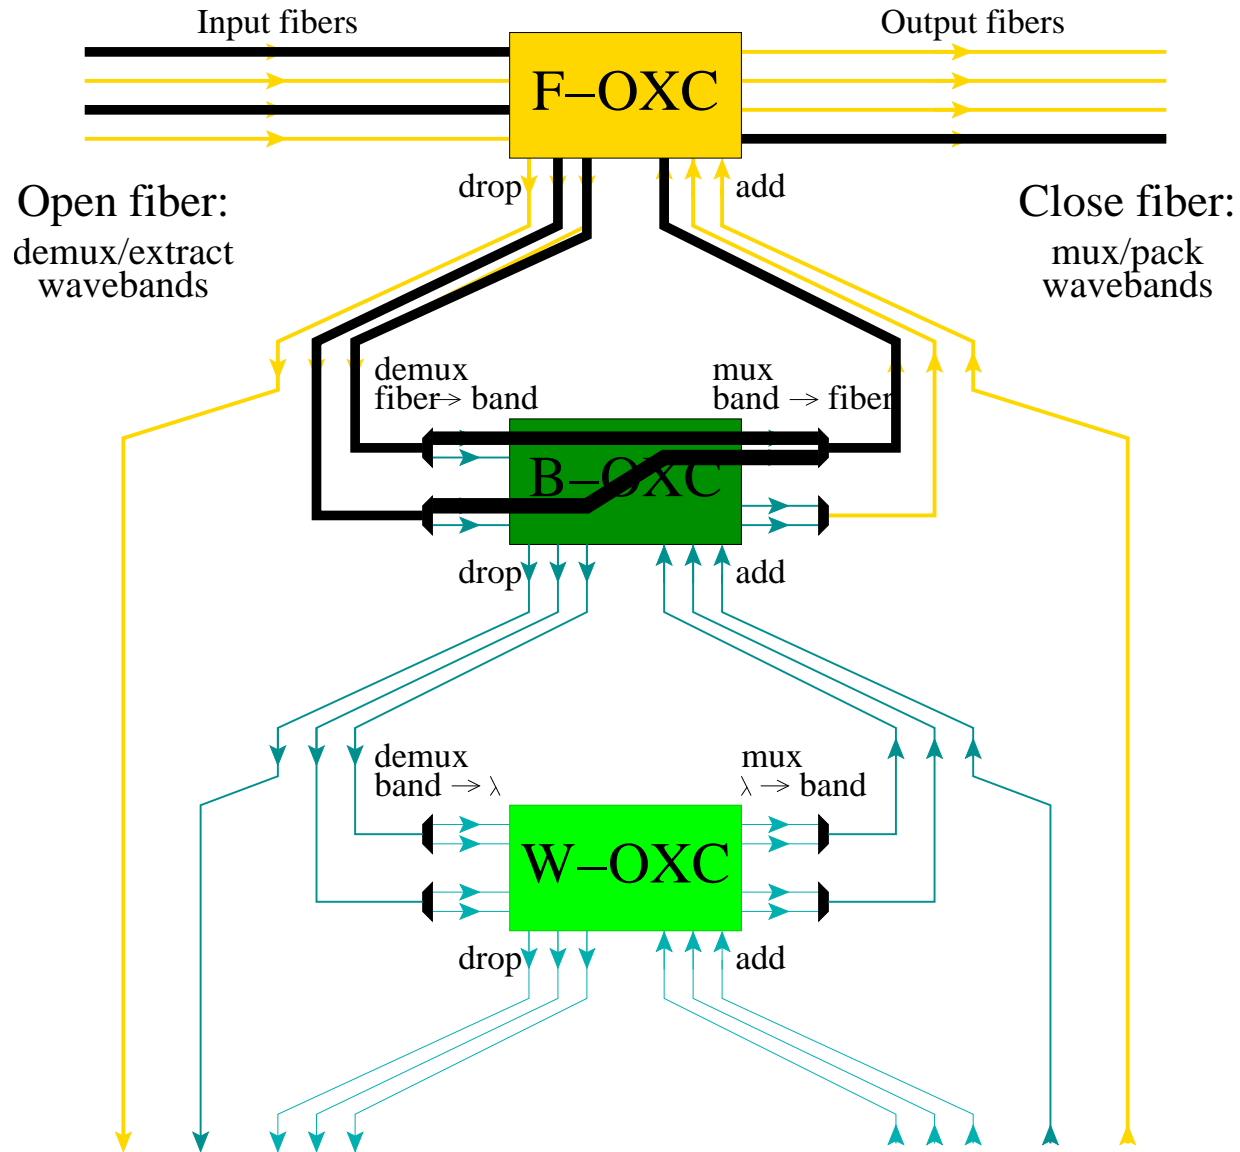 Input fibers
Output fibers
F–OXC
drop
add
Open fiber:
demux/extract
wavebands
Close fiber:
mux/pack
wavebands
demux
fiber→ band
mux
band → fiber
B–OXC
drop
add
demux
band → λ
mux
λ → band
W–OXC
drop
add